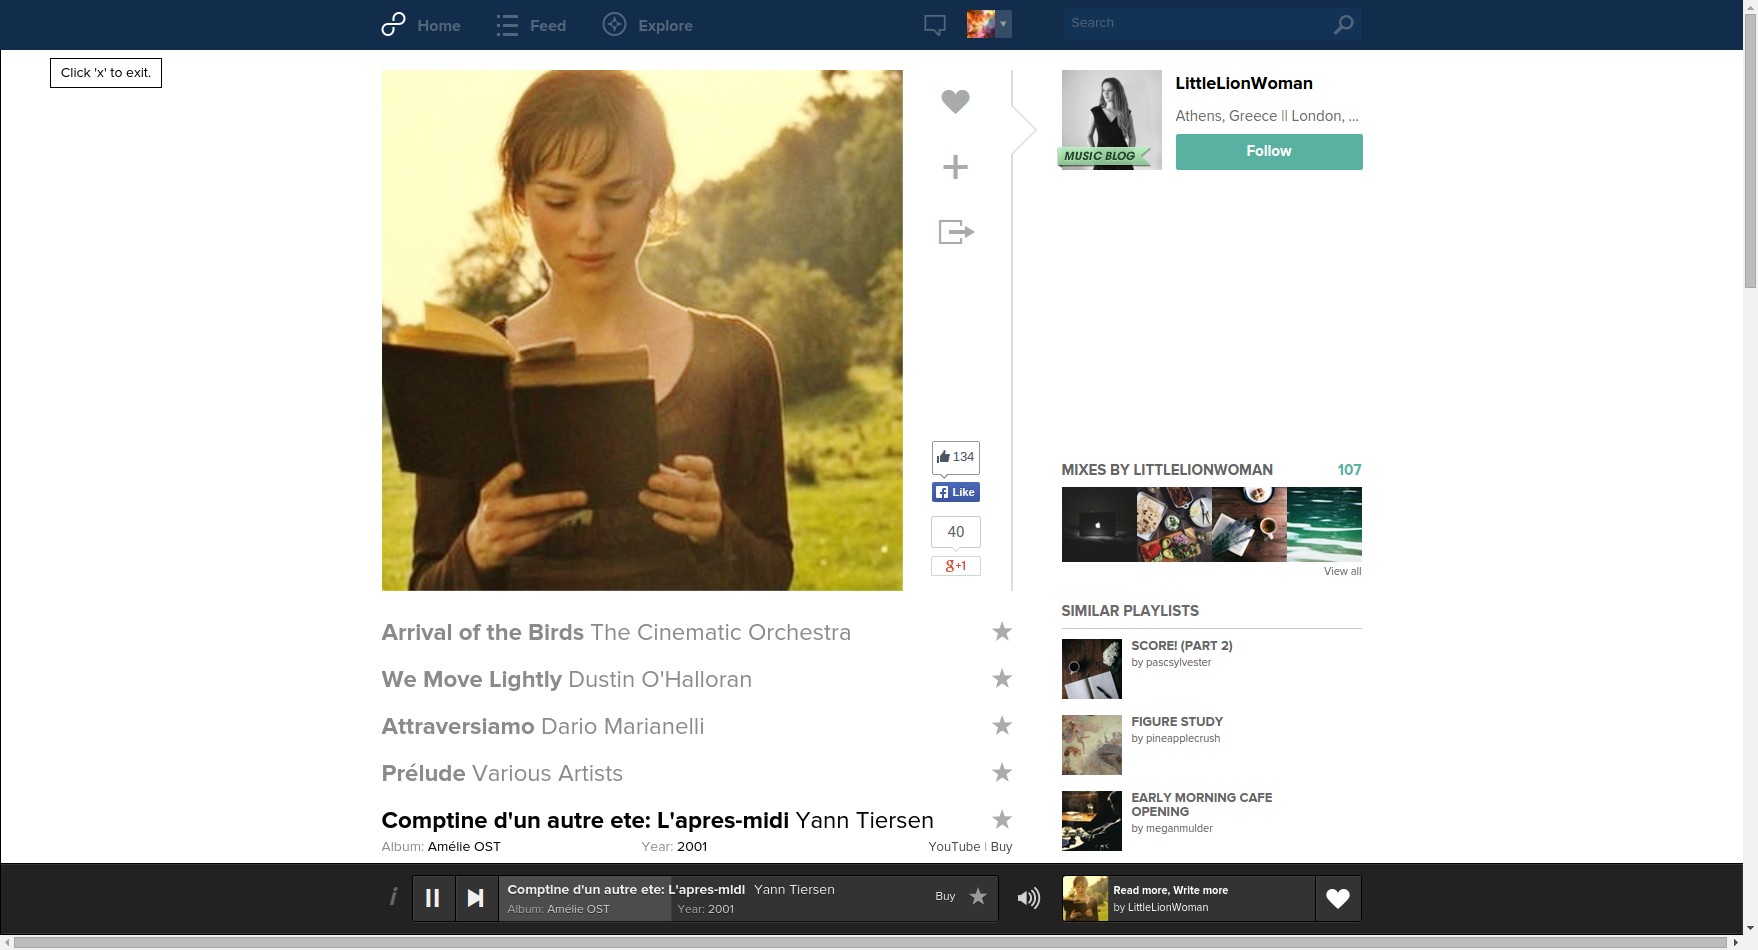 Home
Feed
Explore
Search
Click 'x' to exit.
LittleLionWoman
Athens, Greece || London, ...
MUSIC BLOG
Follow
134
Like
40
g+1
MIXES BY LITTLELIONWOMAN 107
View all
SIMILAR PLAYLISTS
SCORE! (PART 2)
by pascsylvester
FIGURE STUDY
by pineapplecrush
EARLY MORNING CAFE
OPENING
by meganmulder
Arrival of the Birds The Cinematic Orchestra
We Move Lightly Dustin O'Halloran
Attraversiamo Dario Marianelli
Prélude Various Artists
Comptine d'un autre ete: L'apres-midi Yann Tiersen
Album: Amélie OST Year: 2001 YouTube | Buy
i
Comptine d'un autre ete: L'apres-midi Yann Tiersen
Album: Amélie OST Year: 2001
Buy
Read more, Write more
by LittleLionWoman